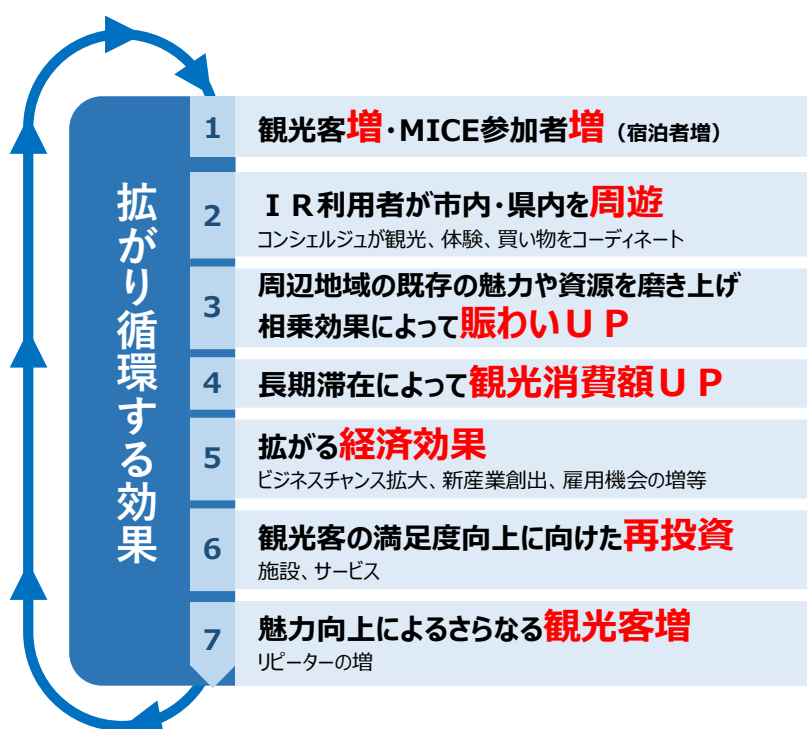 拡がり循環する効果
1
観光客増・MICE参加者増（宿泊者増）
2
ＩＲ利用者が市内・県内を周遊
コンシェルジュが観光、体験、買い物をコーディネート
3
周辺地域の既存の魅力や資源を磨き上げ
相乗効果によって賑わいＵＰ
4
長期滞在によって観光消費額ＵＰ
5
拡がる経済効果
ビジネスチャンス拡大、新産業創出、雇用機会の増等
6
観光客の満足度向上に向けた再投資
施設、サービス
7
魅力向上によるさらなる観光客増
リピーターの増